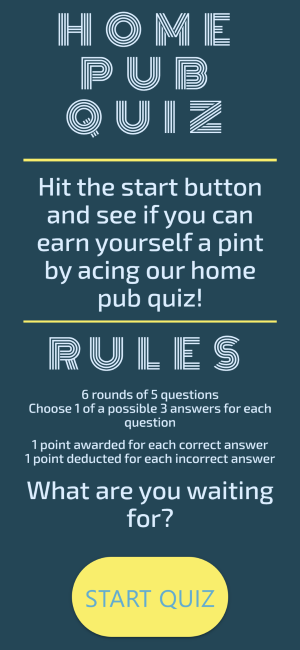 HOME
PUB
QUIZ
Hit the start button
and see if you can
earn yourself a pint
by acing our home
pub quiz!
RULES
6 rounds of 5 questions
Choose 1 of a possible 3 answers for each
question
1 point awarded for each correct answer
1 point deducted for each incorrect answer
What are you waiting
for?
START QUIZ